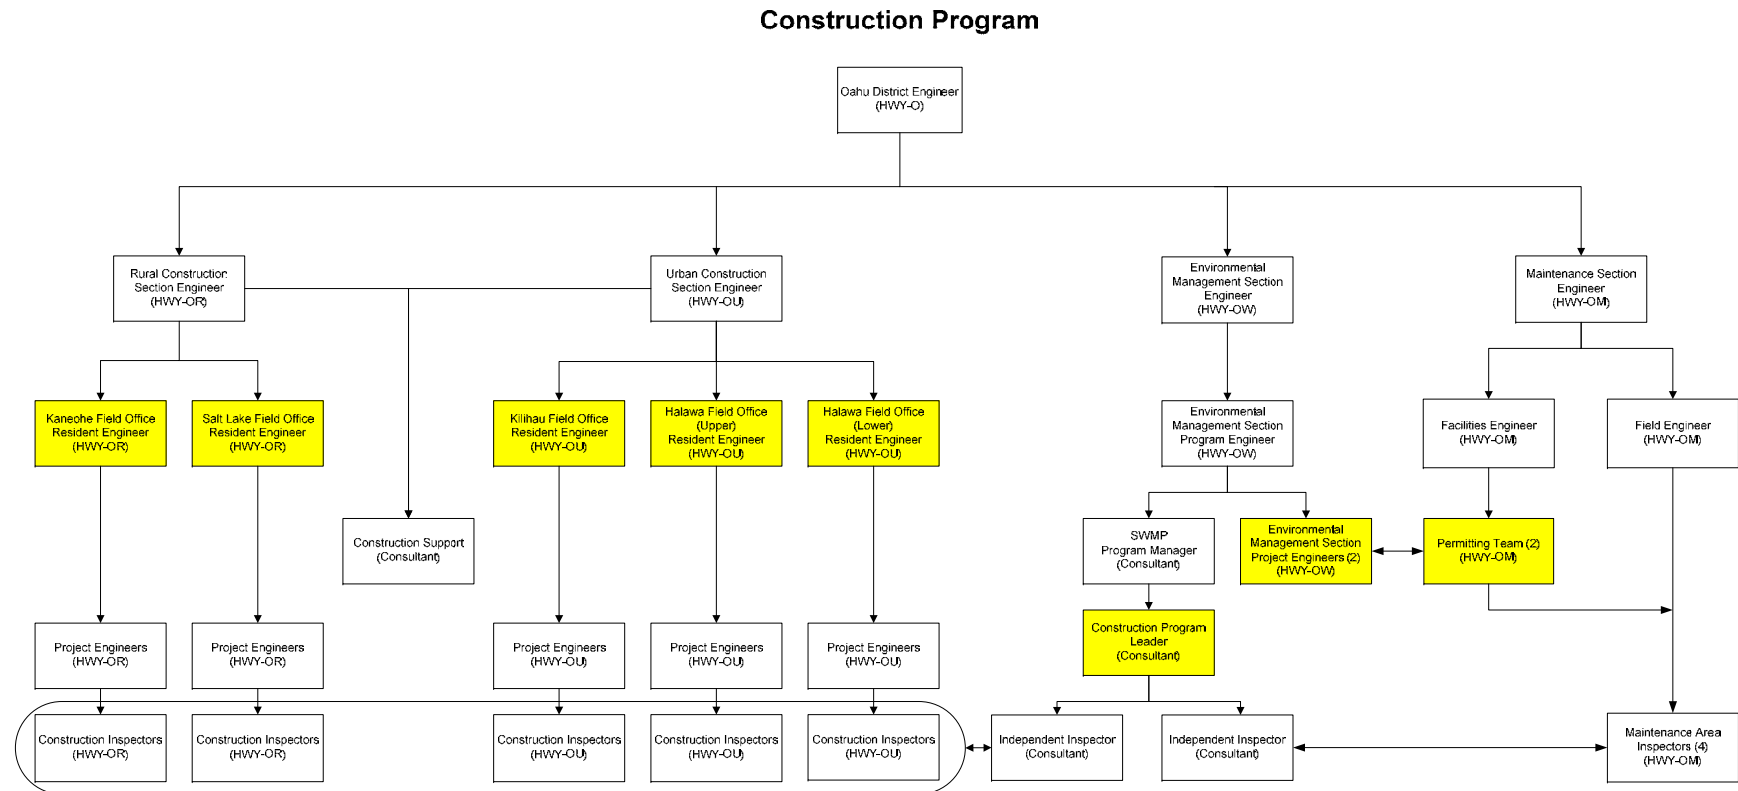 Construction Program
Oahu District Engineer
(HWY-O)
Rural Construction
Section Engineer
(HWY-OR)
Urban Construction
Section Engineer
(HWY-OU)
Environmental
Management Section
Engineer
(HWY-OW)
Maintenance Section
Engineer
(HWY-OM)
Kaneohe Field Office
Resident Engineer
(HWY-OR)
Salt Lake Field Office
Resident Engineer
(HWY-OR)
Kilihau Field Office
Resident Engineer
(HWY-OU)
Halawa Field Office
(Upper)
Resident Engineer
(HWY-OU)
Halawa Field Office
(Lower)
Resident Engineer
(HWY-OU)
Environmental
Management Section
Program Engineer
(HWY-OW)
Facilities Engineer
(HWY-OM)
Field Engineer
(HWY-OM)
Construction Support
(Consultant)
SWMP
Program Manager
(Consultant)
Environmental
Management Section
Project Engineers (2)
(HWY-OW)
Permitting Team (2)
(HWY-OM)
Project Engineers
(HWY-OR)
Project Engineers
(HWY-OR)
Project Engineers
(HWY-OU)
Project Engineers
(HWY-OU)
Project Engineers
(HWY-OU)
Construction Program
Leader
(Consultant)
Construction Inspectors
(HWY-OR)
Construction Inspectors
(HWY-OR)
Construction Inspectors
(HWY-OU)
Construction Inspectors
(HWY-OU)
Construction Inspectors
(HWY-OU)
Independent Inspector
(Consultant)
Independent Inspector
(Consultant)
Maintenance Area
Inspectors (4)
(HWY-OM)